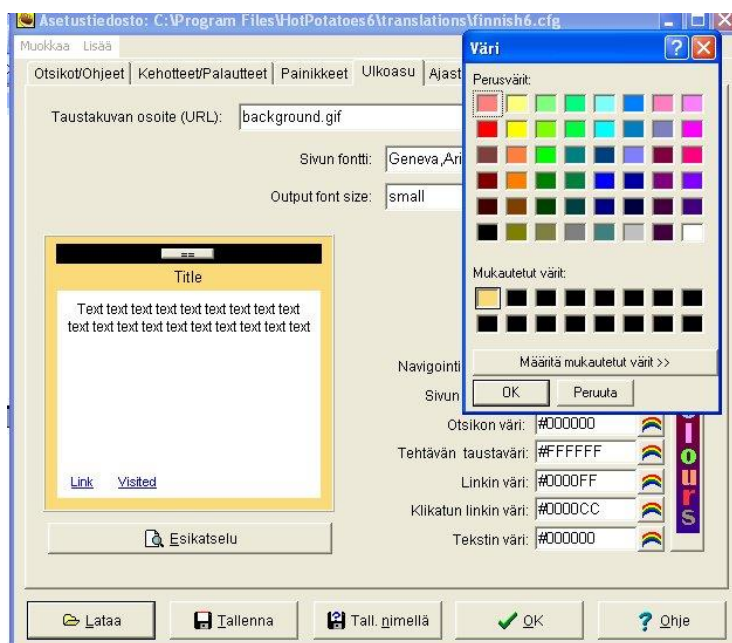 Asetustiedosto: C:\Program Files\HotPotatoes6\translations\finnish6.cfg
Muokkaa Lisää
Otsikot/Ohjeet Kehotteet/Palautteet Painikkeet Ulkoasu Ajast
Taustakuvan osoite (URL): background.gif
Sivun fontti: Geneva,Ari
Output font size: small
==
Title
Text text text text text text text text text
text text text text text text text text text text
Link Visited
Esikatselu
Väri
Perusvärit:
Mukautetut värit:
Määritä mukautetut värit >>
OK Peruuta
Navigointi
Sivun
Otsikon väri: #000000
Tehtävän taustaväri: #FFFFFF
Linkin väri: #0000FF
Klikatun linkin väri: #0000CC
Tekstin väri: #000000
lours
Lataa Tallenna Tall. nimellä OK Ohje